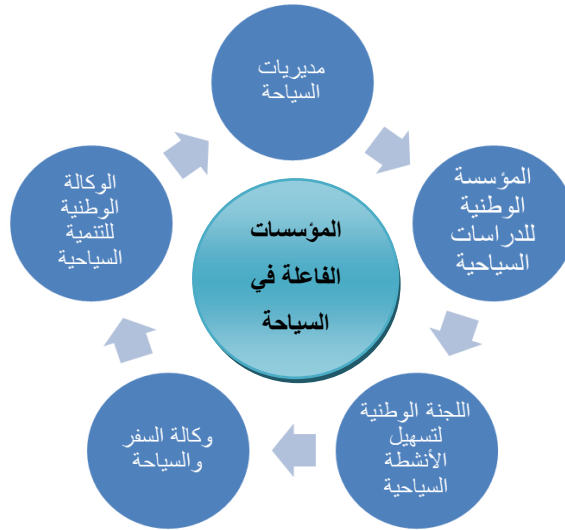 مديريات
السياحة
المؤسسة
الوطنية
للدراسات
السياحية
اللجنة الوطنية
لتسهيل
الأنشطة
السياحية
وكالة السفر
والسياحة
الوكالة
الوطنية
للتنمية
السياحية
المؤسسات
الفاعلة في
السياحة